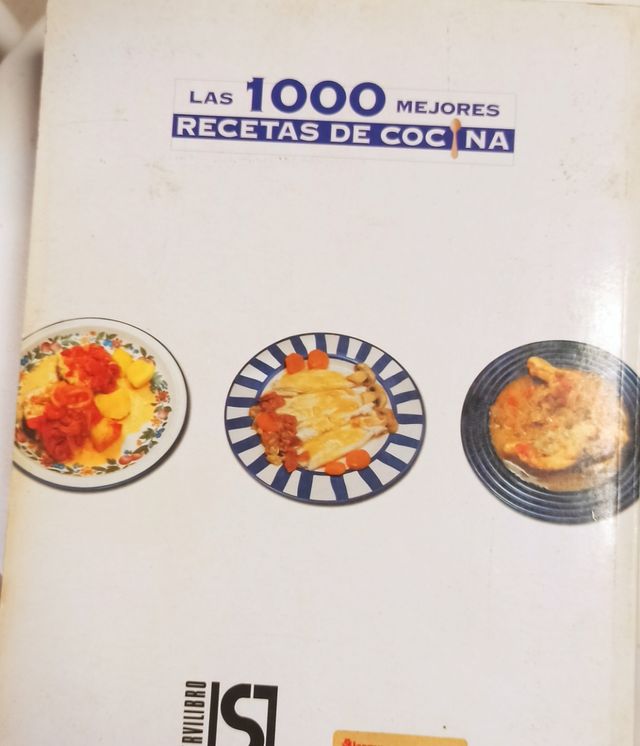 LAS 1000 MEJORES
RECETAS DE COCINA
RVILIBRO